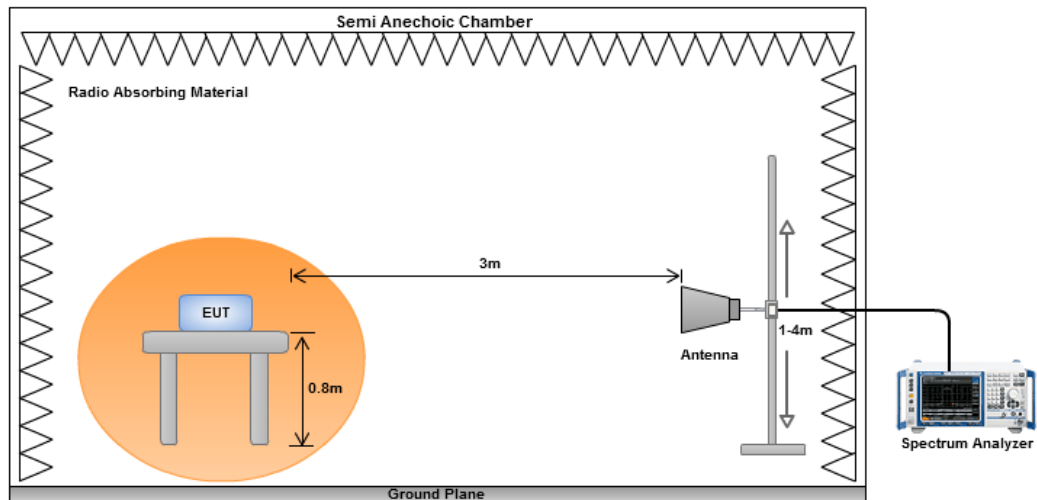 Semi Anechoic Chamber
Radio Absorbing Material
3m
EUT
1-4m
Antenna
0.8m
Spectrum Analyzer
Ground Plane